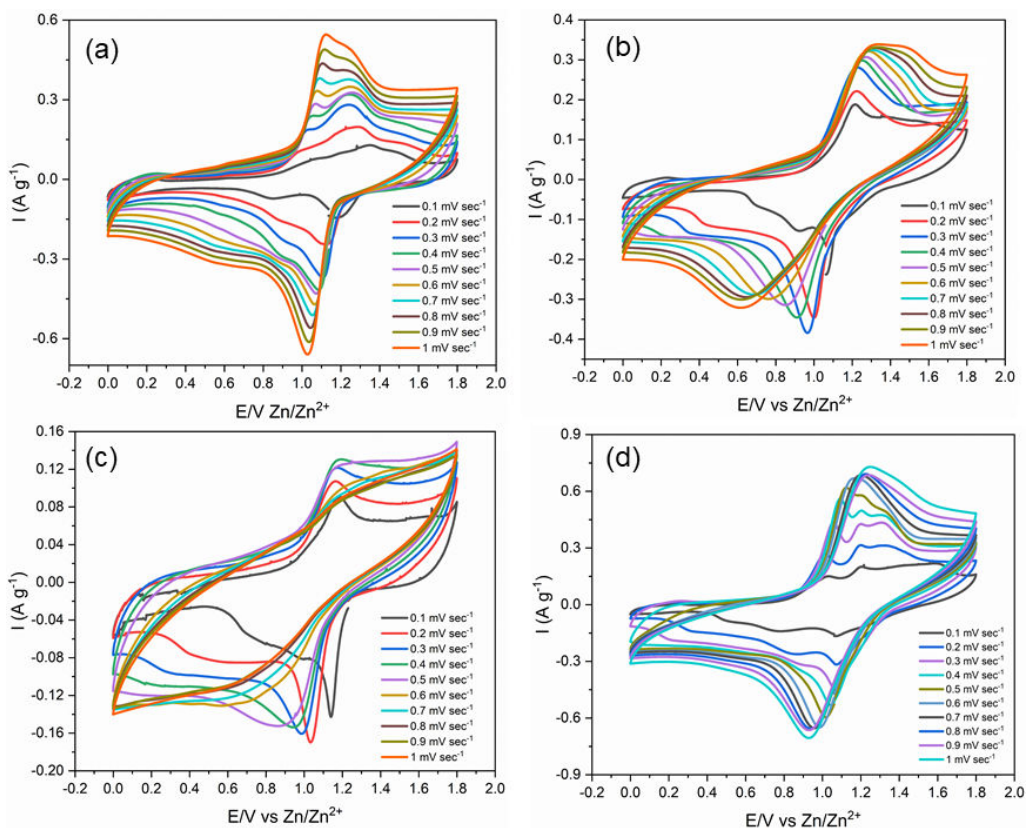 (a)
0.6
0.3
0.0
-0.3
-0.6
I (A g⁻¹)
0.1 mV sec⁻¹
0.2 mV sec⁻¹
0.3 mV sec⁻¹
0.4 mV sec⁻¹
0.5 mV sec⁻¹
0.6 mV sec⁻¹
0.7 mV sec⁻¹
0.8 mV sec⁻¹
0.9 mV sec⁻¹
1 mV sec⁻¹
-0.2 0.0 0.2 0.4 0.6 0.8 1.0 1.2 1.4 1.6 1.8 2.0
E/V Zn/Zn²⁺
(b)
0.4
0.3
0.2
0.1
0.0
-0.1
-0.2
-0.3
-0.4
I (A g⁻¹)
0.1 mV sec⁻¹
0.2 mV sec⁻¹
0.3 mV sec⁻¹
0.4 mV sec⁻¹
0.5 mV sec⁻¹
0.6 mV sec⁻¹
0.7 mV sec⁻¹
0.8 mV sec⁻¹
0.9 mV sec⁻¹
1 mV sec⁻¹
-0.2 0.0 0.2 0.4 0.6 0.8 1.0 1.2 1.4 1.6 1.8 2.0
E/V vs Zn/Zn²⁺
(c)
0.16
0.12
0.08
0.04
0.00
-0.04
-0.08
-0.12
-0.16
-0.20
I (A g⁻¹)
0.1 mV sec⁻¹
0.2 mV sec⁻¹
0.3 mV sec⁻¹
0.4 mV sec⁻¹
0.5 mV sec⁻¹
0.6 mV sec⁻¹
0.7 mV sec⁻¹
0.8 mV sec⁻¹
0.9 mV sec⁻¹
1 mV sec⁻¹
-0.2 0.0 0.2 0.4 0.6 0.8 1.0 1.2 1.4 1.6 1.8 2.0
E/V vs Zn/Zn²⁺
(d)
0.9
0.6
0.3
0.0
-0.3
-0.6
-0.9
I (A g⁻¹)
0.1 mV sec⁻¹
0.2 mV sec⁻¹
0.3 mV sec⁻¹
0.4 mV sec⁻¹
0.5 mV sec⁻¹
0.6 mV sec⁻¹
0.7 mV sec⁻¹
0.8 mV sec⁻¹
0.9 mV sec⁻¹
1 mV sec⁻¹
-0.2 0.0 0.2 0.4 0.6 0.8 1.0 1.2 1.4 1.6 1.8 2.0
E/V vs Zn/Zn²⁺